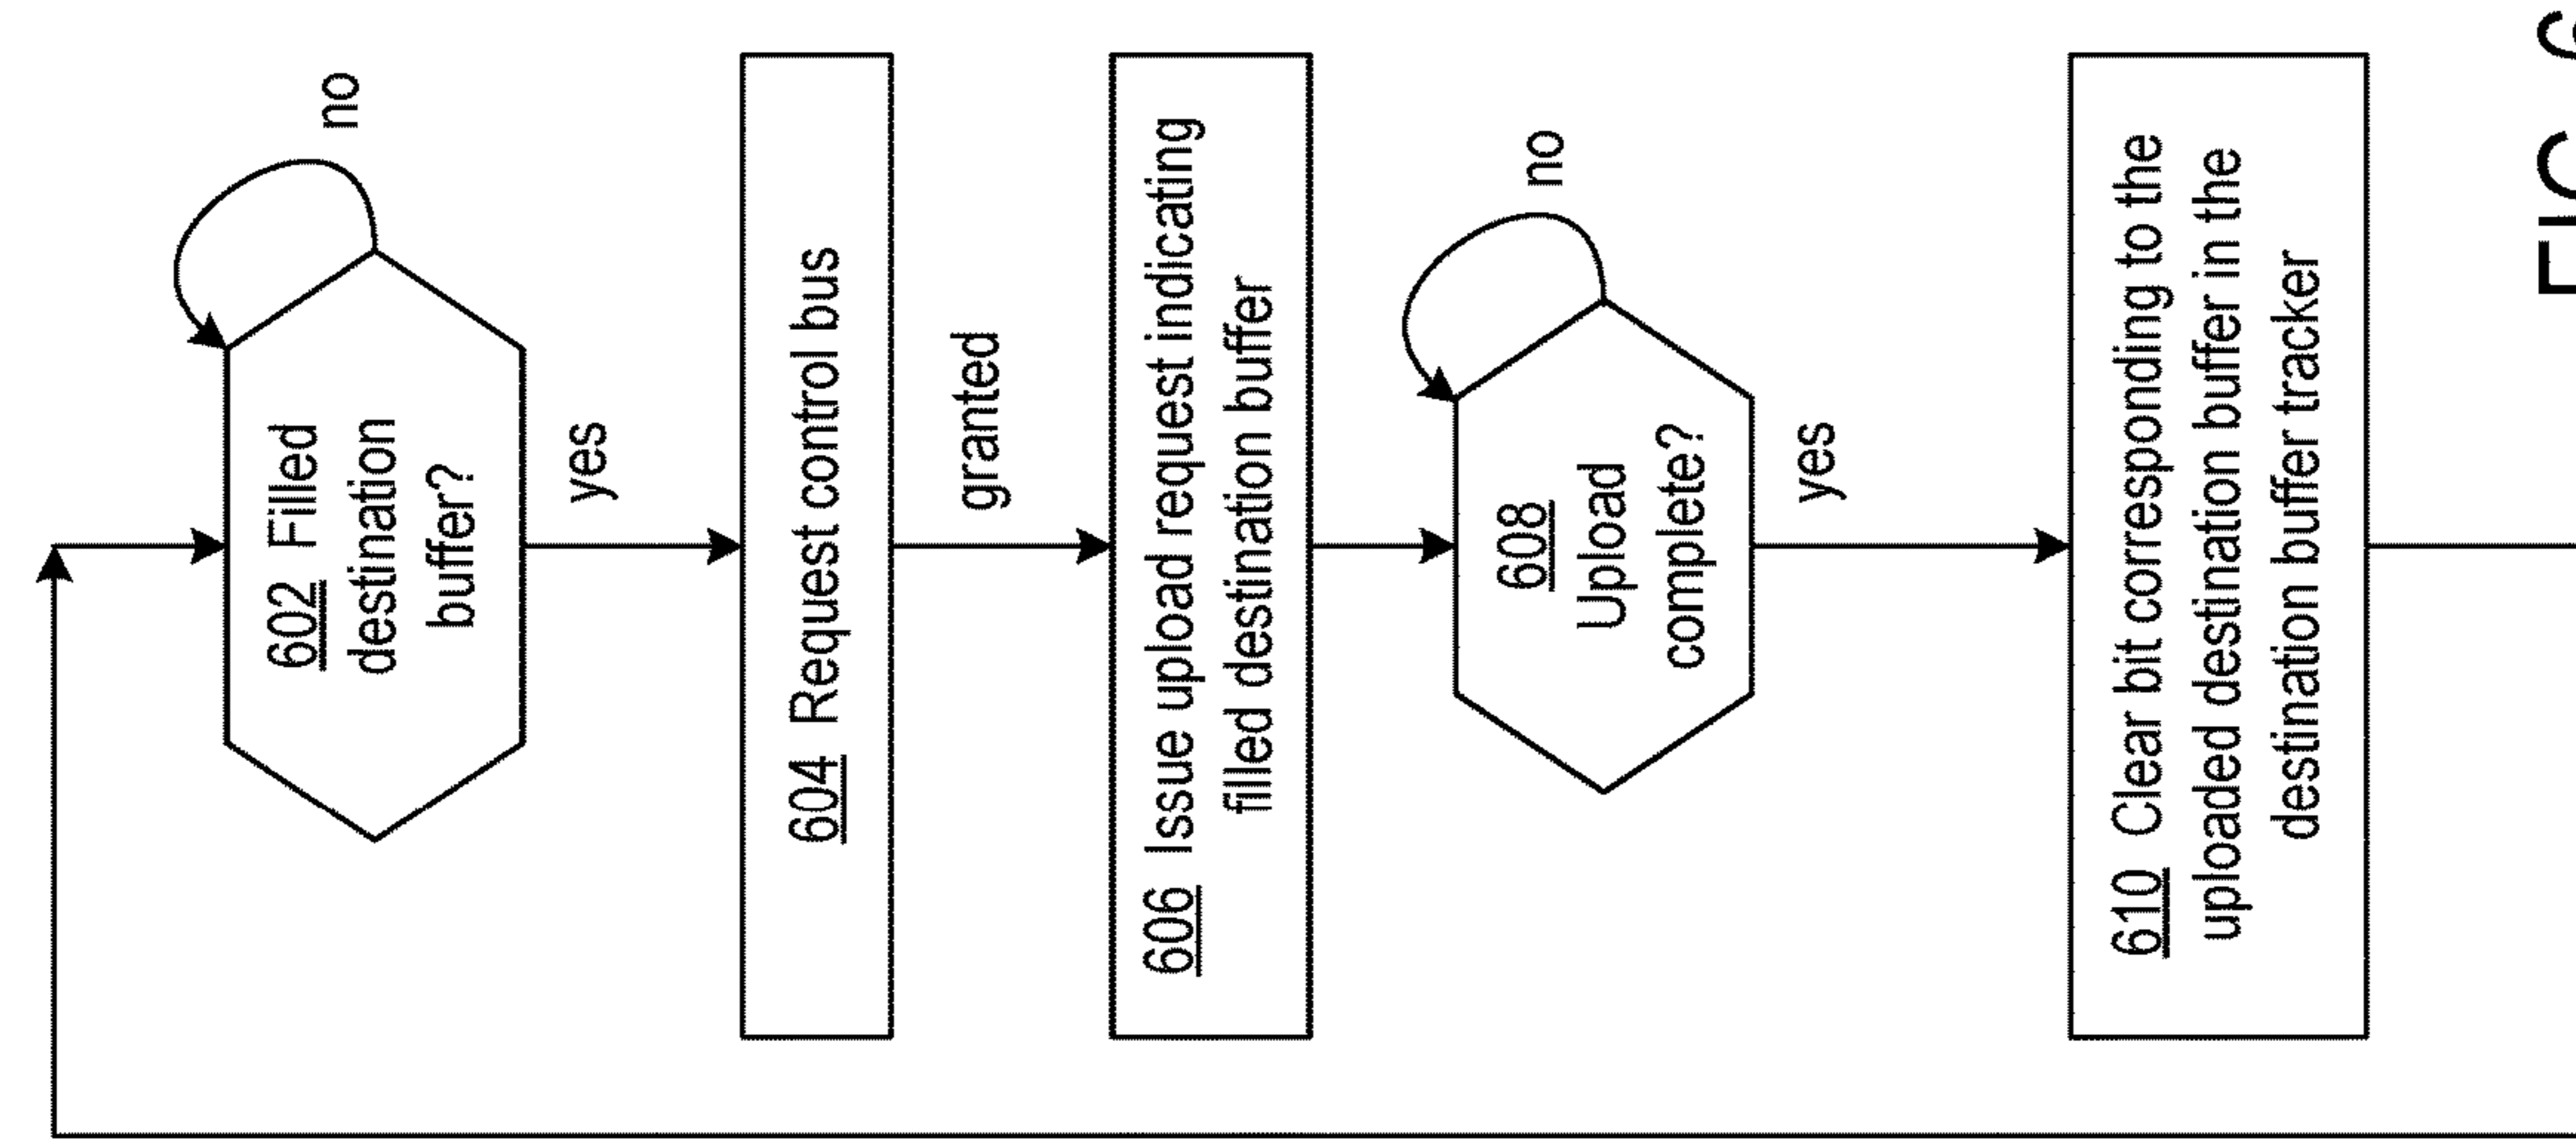 602 Filled
destination
buffer?
no
yes
604 Request control bus
granted
606 Issue upload request indicating
filled destination buffer
608
Upload
complete?
no
yes
610 Clear bit corresponding to the
uploaded destination buffer in the
destination buffer tracker